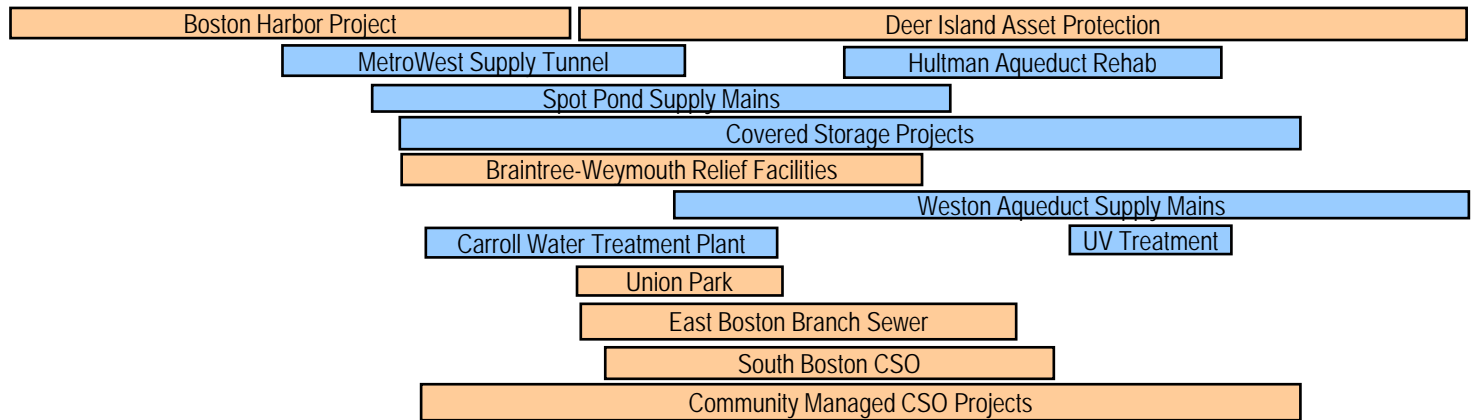 Boston Harbor Project
Deer Island Asset Protection
MetroWest Supply Tunnel
Hultman Aqueduct Rehab
Spot Pond Supply Mains
Covered Storage Projects
Braintree-Weymouth Relief Facilities
Weston Aqueduct Supply Mains
Carroll Water Treatment Plant
UV Treatment
Union Park
East Boston Branch Sewer
South Boston CSO
Community Managed CSO Projects